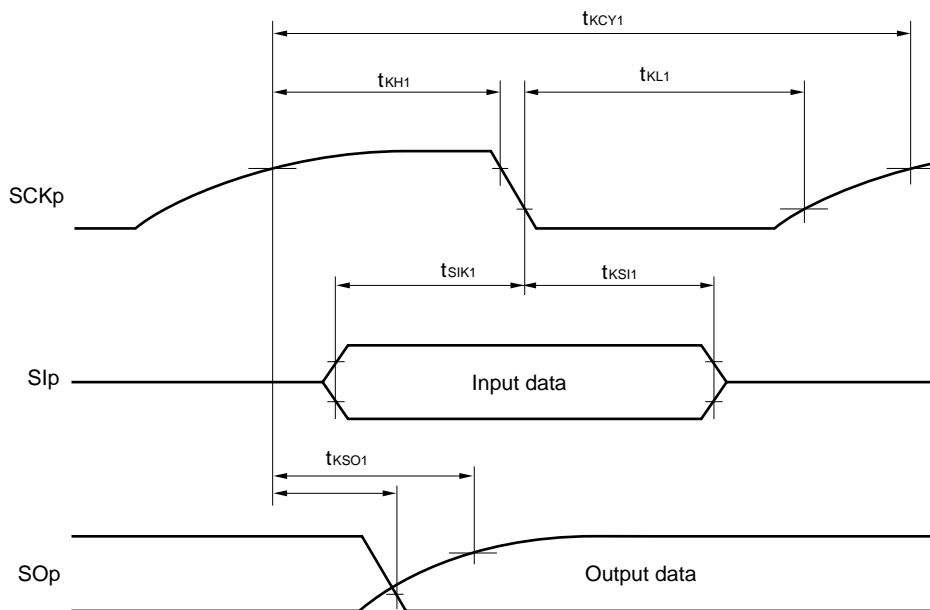 tKCY1
tKH1
tKL1
SCKp
tSIK1
tKSI1
SIp
Input data
tKSO1
SOp
Output data